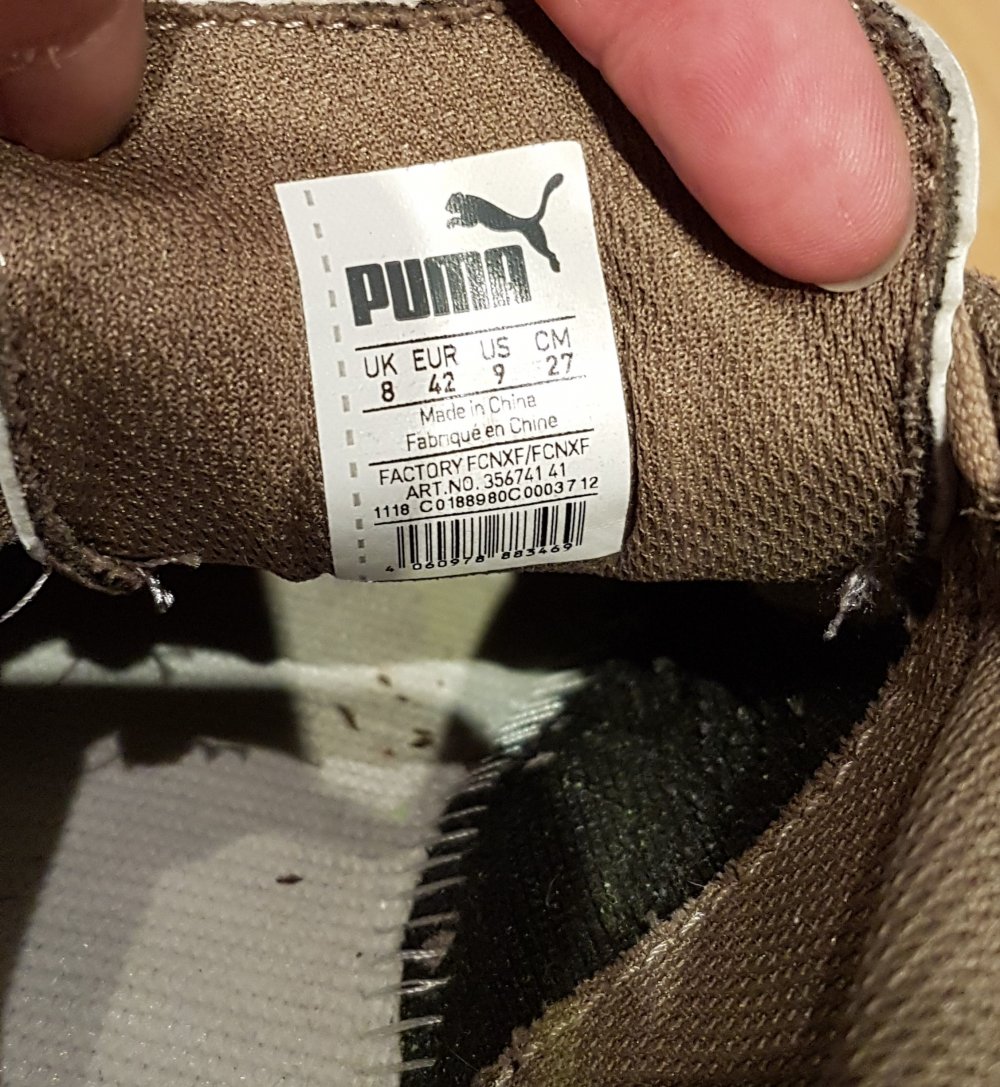 PUMA
UK EUR US CM
8 42 9 27
Made in China
Fabriqué en Chine
FACTORY FCNXF/FCNXF
ART.NO. 356741 41
1118 C0188980C0003712
4 060978 883469